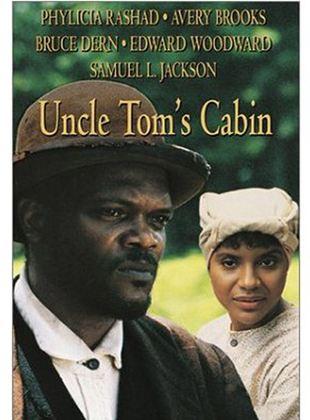 PHYLICIA RASHAD • AVERY BROOKS
BRUCE DERN • EDWARD WOODWARD
SAMUEL L. JACKSON
Uncle Tom's Cabin